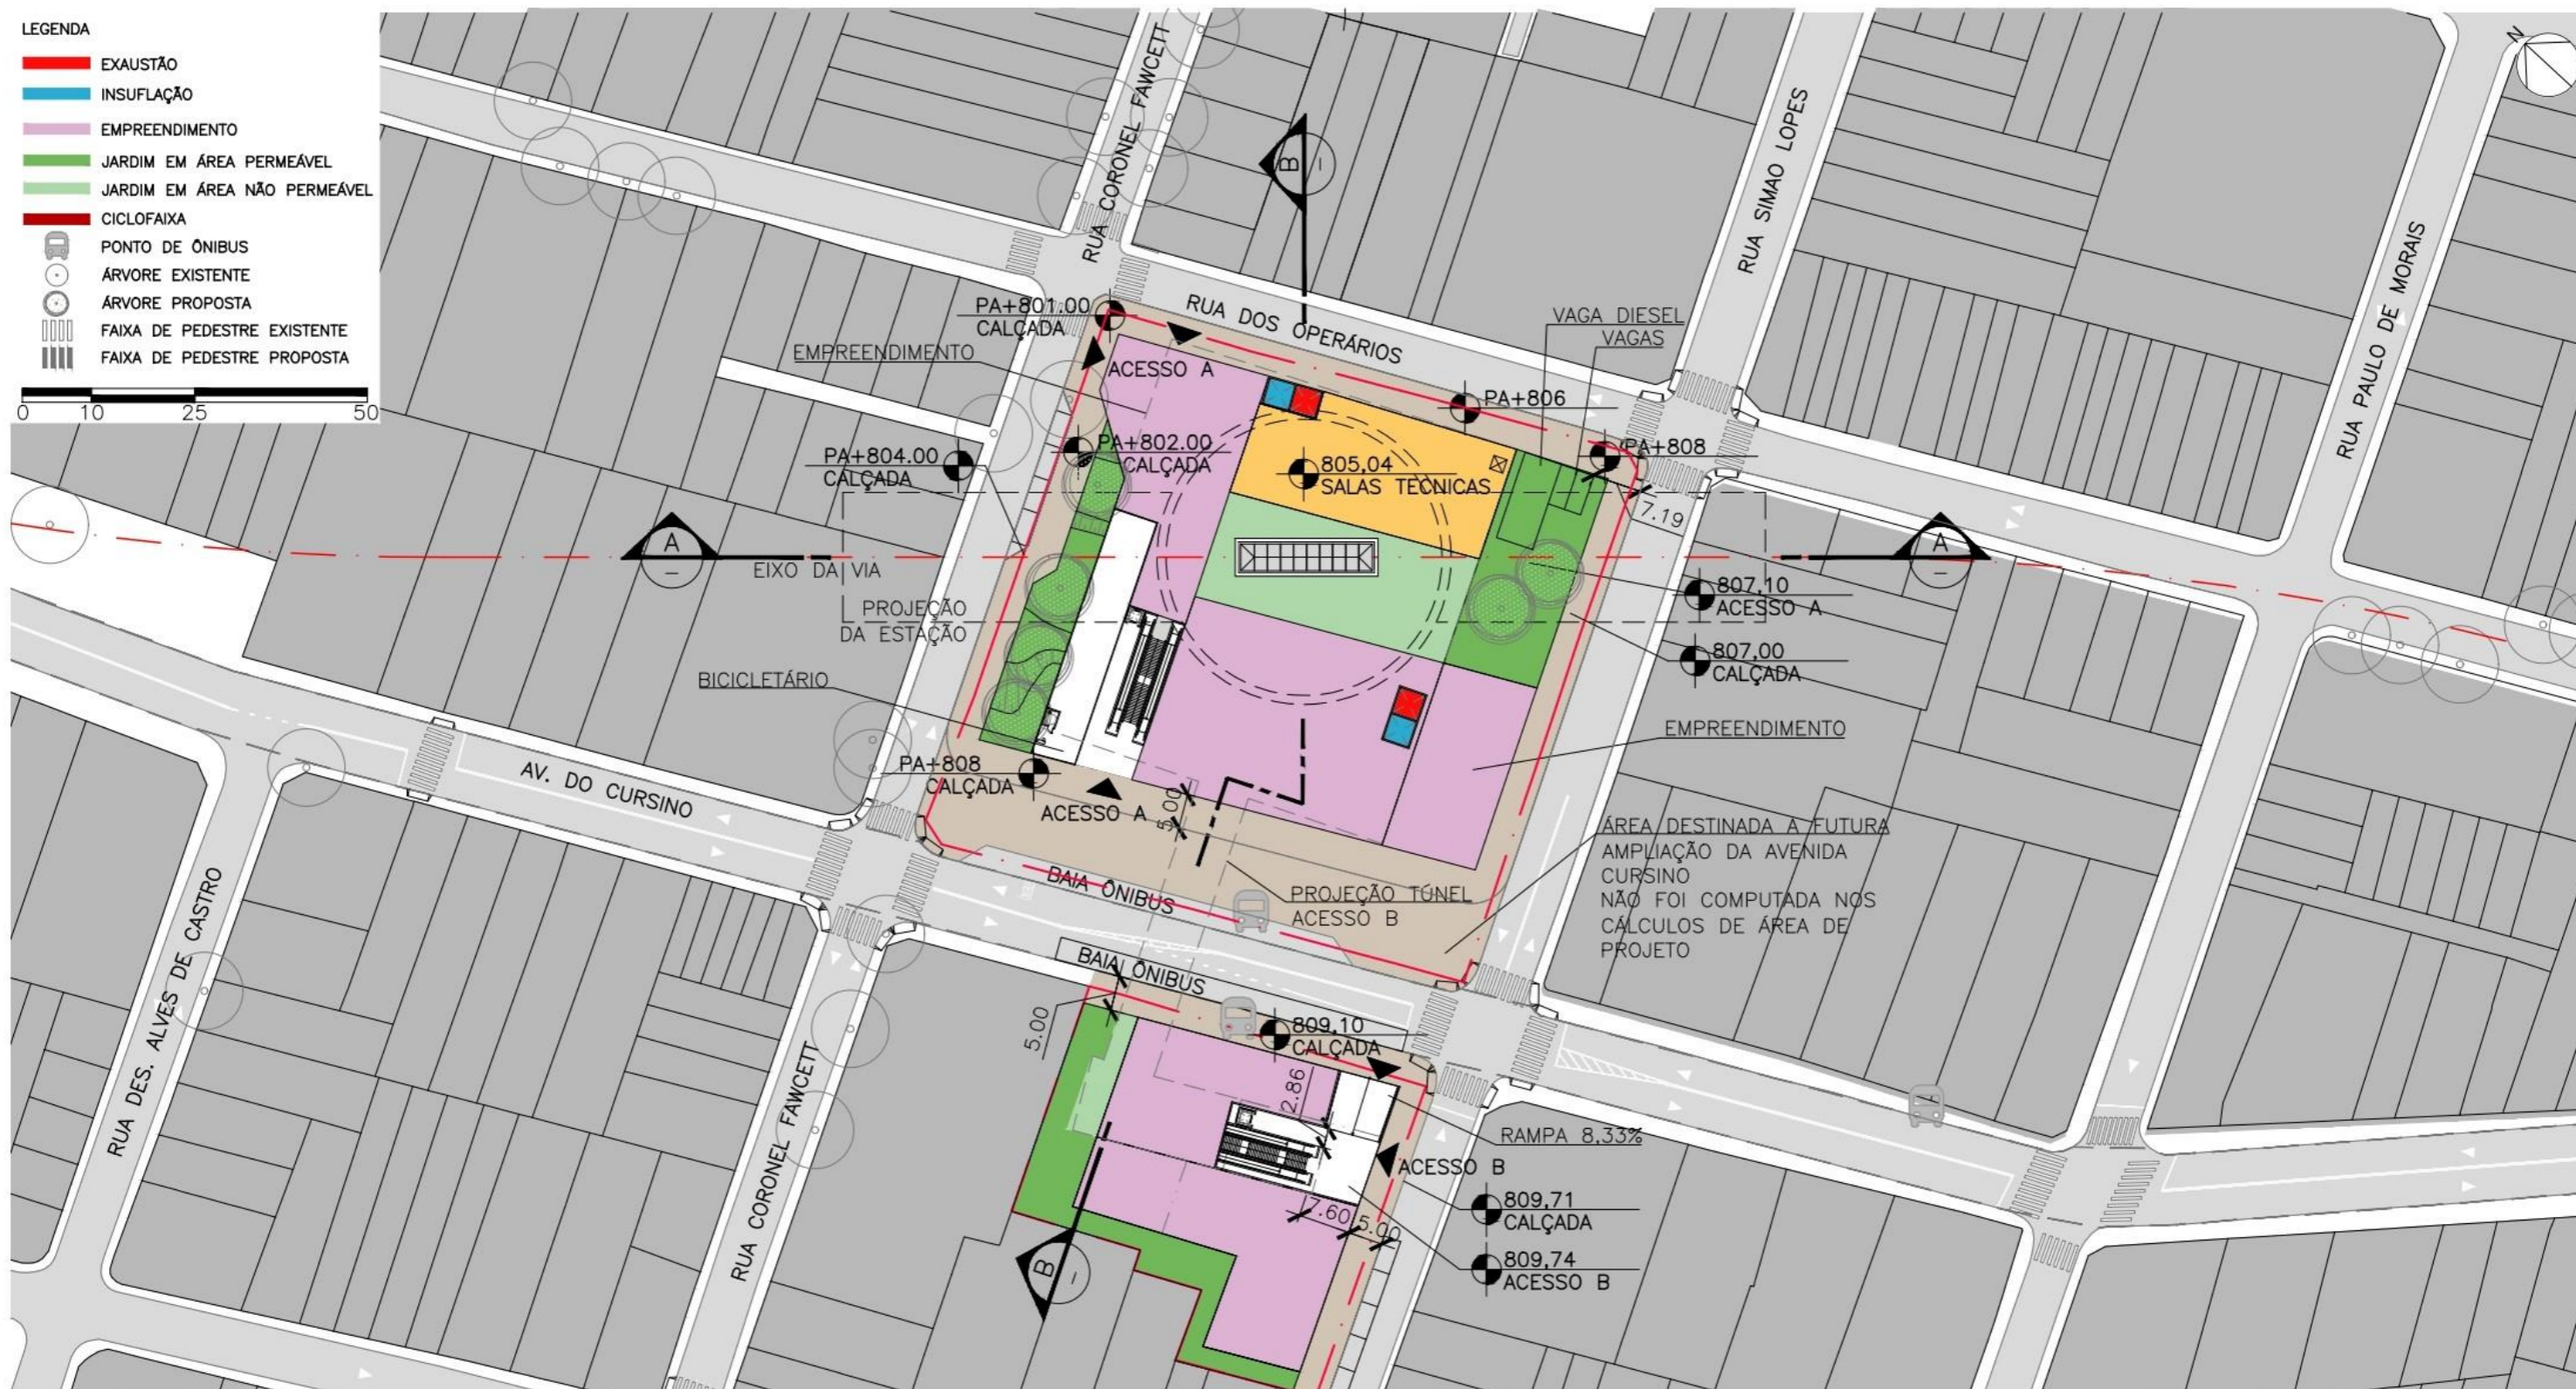 LEGENDA
EXAUSTÃO
INSUFLAÇÃO
EMPREENDIMENTO
JARDIM EM ÁREA PERMEÁVEL
JARDIM EM ÁREA NÃO PERMEÁVEL
CICLOFAIXA
PONTO DE ÔNIBUS
ÁRVORE EXISTENTE
ÁRVORE PROPOSTA
FAIXA DE PEDESTRE EXISTENTE
FAIXA DE PEDESTRE PROPOSTA
0 10 25 50
N
RUA CORONEL FAWCETT
RUA SIMAO LOPES
RUA PAULO DE MORAIS
B
PA+801.00
CALÇADA
RUA DOS OPERÁRIOS
VAGA DIESEL
VAGAS
EMPREENDIMENTO
ACESSO A
PA+806
PA+804.00
CALÇADA
PA+802.00
CALÇADA
805,04
SALAS TECNICAS
PA+808
7.19
A
EIXO DA VIA
A
PROJEÇÃO
DA ESTAÇÃO
807,10
ACESSO A
807,00
CALÇADA
BICICLETÁRIO
EMPREENDIMENTO
PA+808
CALÇADA
ACESSO A
5.00
AV. DO CURSINO
BAIA ÔNIBUS
PROJEÇÃO TÚNEL
ACESSO B
ÁREA DESTINADA A FUTURA
AMPLIAÇÃO DA AVENIDA
CURSINO
NÃO FOI COMPUTADA NOS
CÁLCULOS DE ÁREA DE
PROJETO
RUA DES. ALVES DE CASTRO
BAIA ÔNIBUS
5.00
809,10
CALÇADA
2.86
RUA CORONEL FAWCETT
RAMPA 8,33%
ACESSO B
809,71
CALÇADA
7.60
5.00
809,74
ACESSO B
B